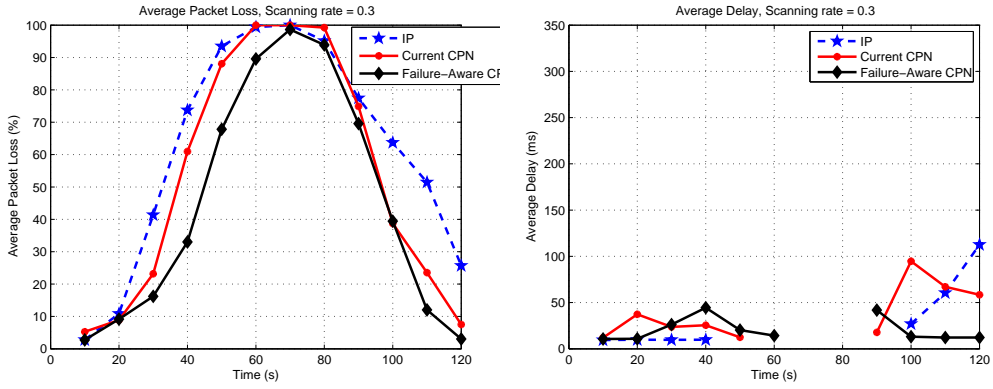 Average Packet Loss, Scanning rate = 0.3
100
90
80
70
60
50
40
30
20
10
0
Average Packet Loss (%)
0
20
40
60
80
100
120
Time (s)
IP
Current CPN
Failure−Aware CP
Average Delay, Scanning rate = 0.3
350
300
250
200
150
100
50
0
Average Delay (ms)
0
20
40
60
80
100
120
Time (s)
IP
Current CPN
Failure−Aware CPN